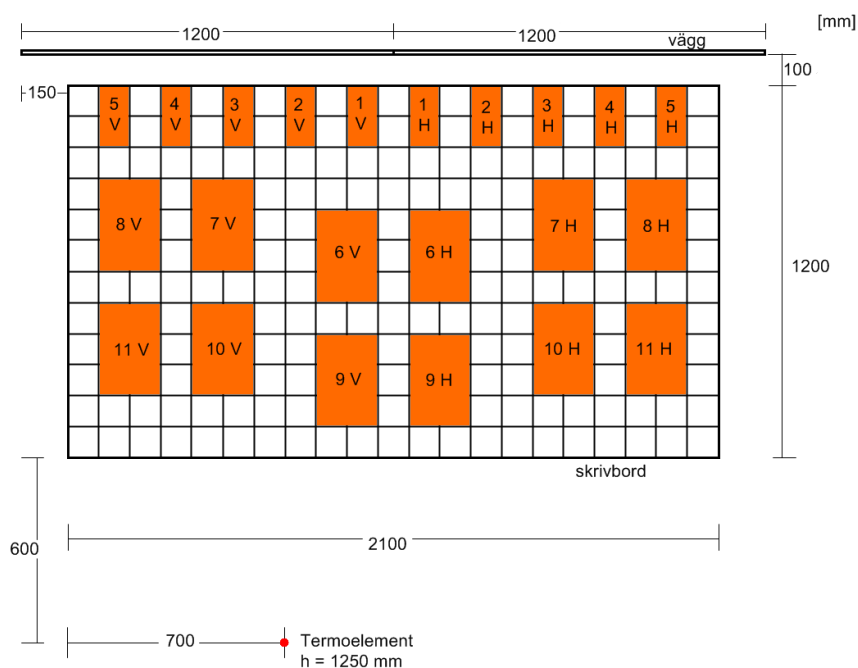 [mm]
1200 1200
vägg
100
150
5 V 4 V 3 V 2 V 1 V 1 H 2 H 3 H 4 H 5 H
8 V 7 V 7 H 8 H
6 V 6 H
1200
11 V 10 V 10 H 11 H
9 V 9 H
skrivbord
600
2100
700
Termoelement
h = 1250 mm